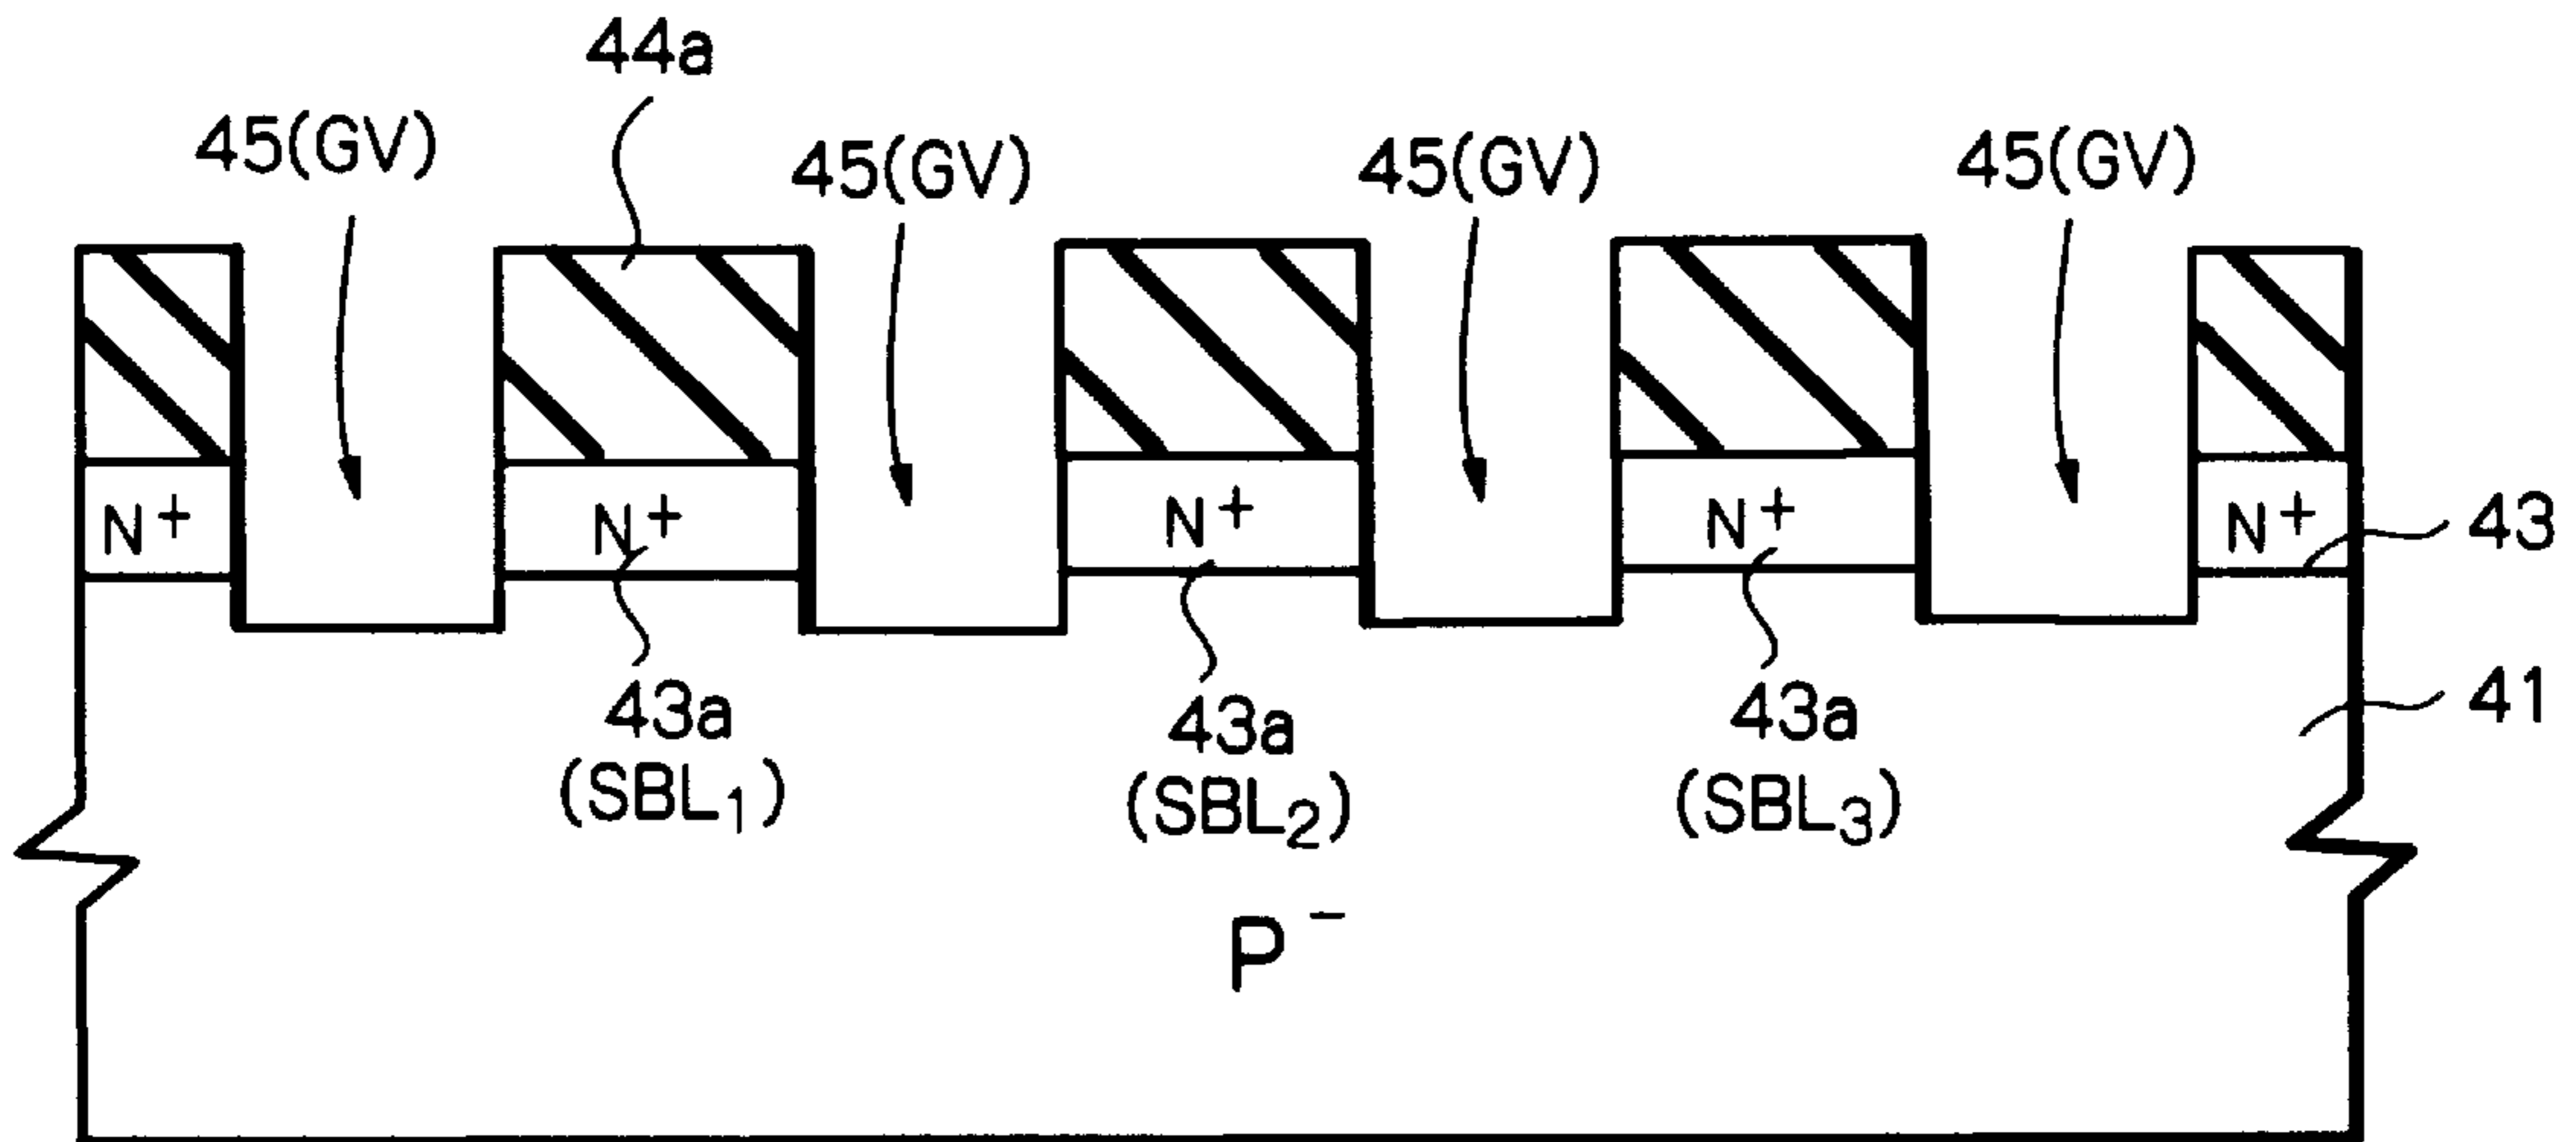 44a
45(GV)
45(GV)
45(GV)
45(GV)
N+
N+
N+
N+
N+
43
43a
(SBL₁)
43a
(SBL₂)
43a
(SBL₃)
41
P⁻